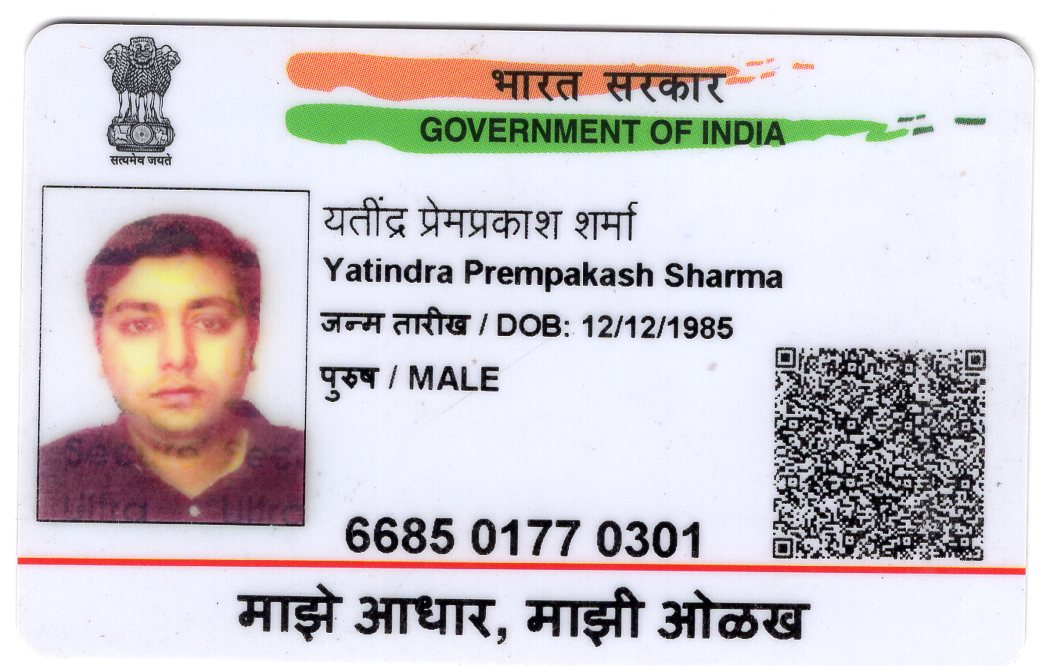 भारत सरकार
GOVERNMENT OF INDIA
सत्यमेव जयते
यतींद्र प्रेमप्रकाश शर्मा
Yatindra Prempakash Sharma
जन्म तारीख / DOB: 12/12/1985
पुरुष / MALE
6685 0177 0301
माझे आधार, माझी ओळख